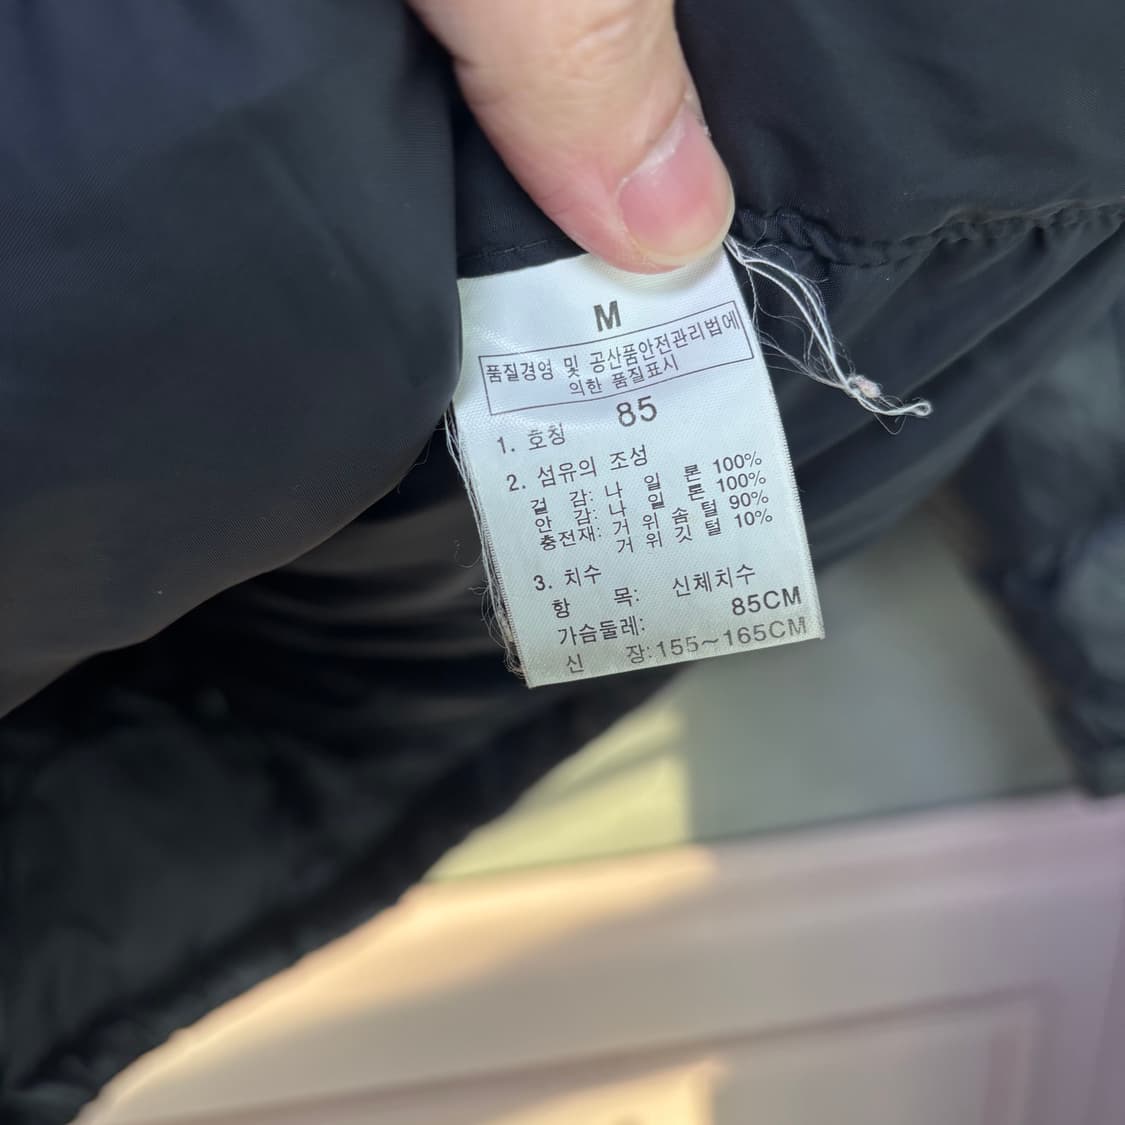 M
품질경영 및 공산품안전관리법에
의한 품질표시
1. 호칭 85
2. 섬유의 조성
겉 감: 나 일 론 100%
안 감: 나 일 론 100%
충전재: 거 위 솜 털 90%
거 위 깃 털 10%
3. 치수
항 목: 신체치수
가슴둘레: 85CM
신 장:155~165CM